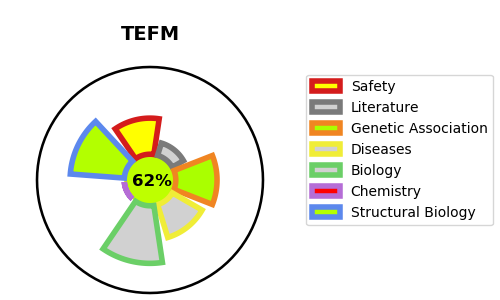 TEFM
62%
Safety
Literature
Genetic Association
Diseases
Biology
Chemistry
Structural Biology